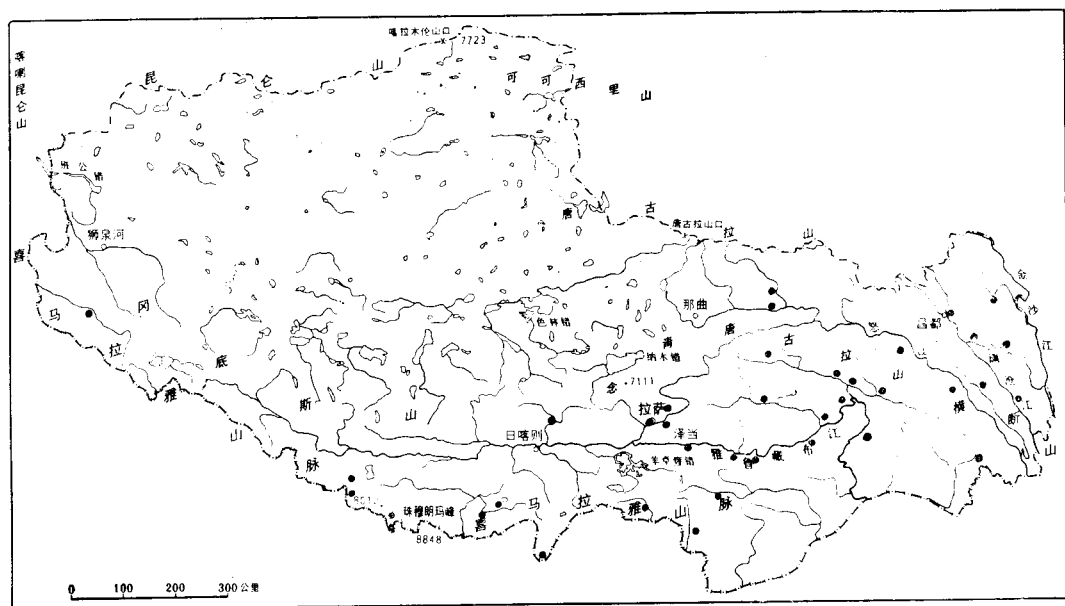 喀喇昆仑山
喀拉木伦山口
7723
昆仑山
可可西里山
班公错
狮泉河
唐古拉山
唐古拉山口
喜马拉雅山脉
冈底斯山
色林错
那曲
纳木错
念青唐古拉山
7111
昌都
金沙江
澜沧江
怒
横断山
拉萨
日喀则
泽当
羊卓雍错
雅鲁藏布江
珠穆朗玛峰
8848
喜马拉雅山脉
0 100 200 300公里